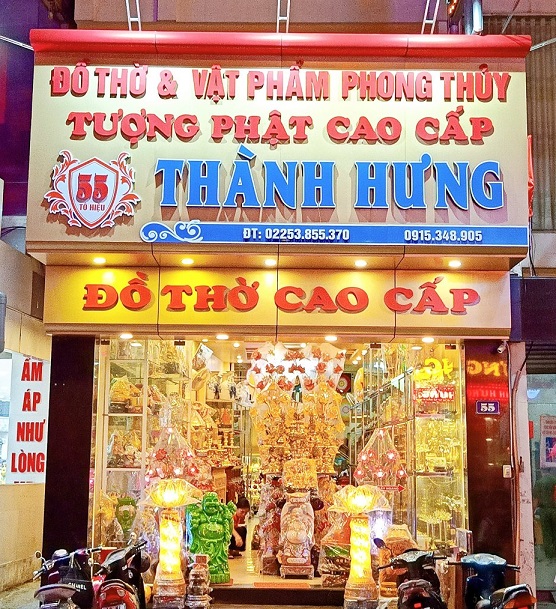 ĐỒ THỜ & VẬT PHẨM PHONG THỦY
TƯỢNG PHẬT CAO CẤP
55
TÔ HIỆU
THÀNH HƯNG
ĐT: 02253.855.370 0915.348.905
ĐỒ THỜ CAO CẤP
ẤM
ÁP
NHƯ
LÒNG
55